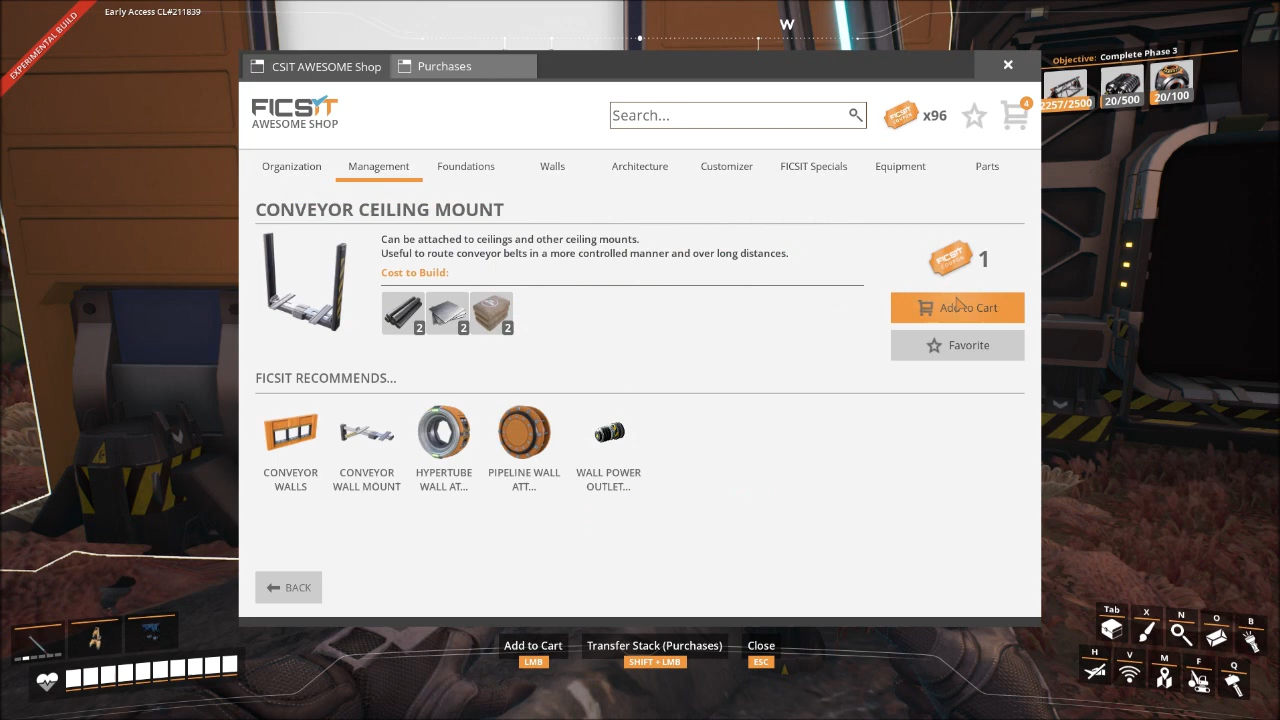 EXPERIMENTAL BUILD
Early Access CL#211839
W
CSIT AWESOME Shop
Purchases
Objective: Complete Phase 3
2257/2500
20/500
20/100
FICSIT
AWESOME SHOP
Search...
x96
4
Organization
Management
Foundations
Walls
Architecture
Customizer
FICSIT Specials
Equipment
Parts
CONVEYOR CEILING MOUNT
Can be attached to ceilings and other ceiling mounts.
Useful to route conveyor belts in a more controlled manner and over long distances.
Cost to Build:
2
2
2
FICSIT
COUPON
1
Add to Cart
Favorite
FICSIT RECOMMENDS...
CONVEYOR
WALLS
CONVEYOR
WALL MOUNT
HYPERTUBE
WALL AT...
PIPELINE WALL
ATT...
WALL POWER
OUTLET...
BACK
Add to Cart
LMB
Transfer Stack (Purchases)
SHIFT + LMB
Close
ESC
Tab
X
N
O
B
H
V
M
F
Q